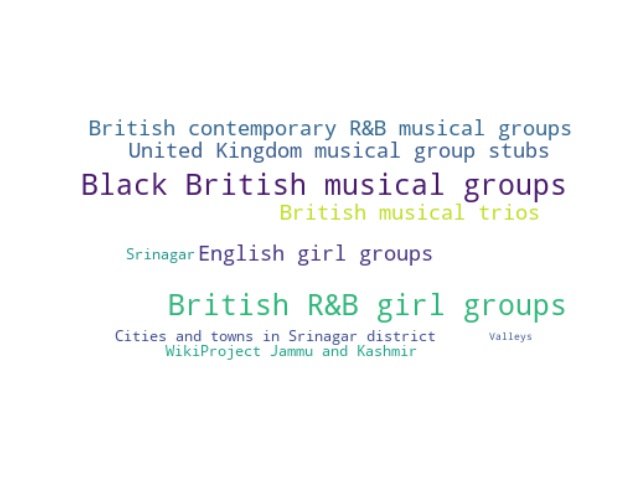 British contemporary R&B musical groups
United Kingdom musical group stubs
Black British musical groups
British musical trios
Srinagar English girl groups
British R&B girl groups
Cities and towns in Srinagar district Valleys
WikiProject Jammu and Kashmir